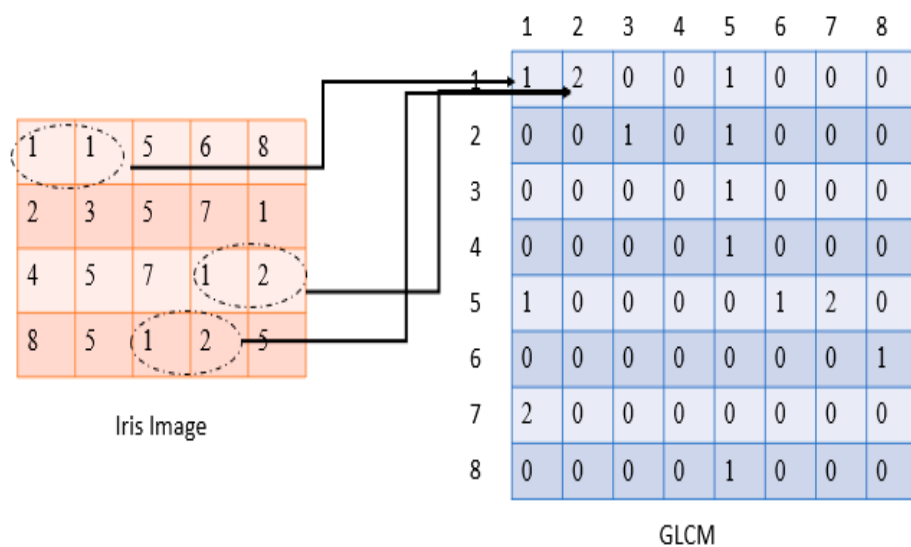 1 2 3 4 5 6 7 8
1 1 2 0 0 1 0 0 0
2 0 0 1 0 1 0 0 0
3 0 0 0 0 1 0 0 0
4 0 0 0 0 1 0 0 0
5 1 0 0 0 0 1 2 0
6 0 0 0 0 0 0 0 1
7 2 0 0 0 0 0 0 0
8 0 0 0 0 1 0 0 0
GLCM
1 1 5 6 8
2 3 5 7 1
4 5 7 1 2
8 5 1 2 5
Iris Image